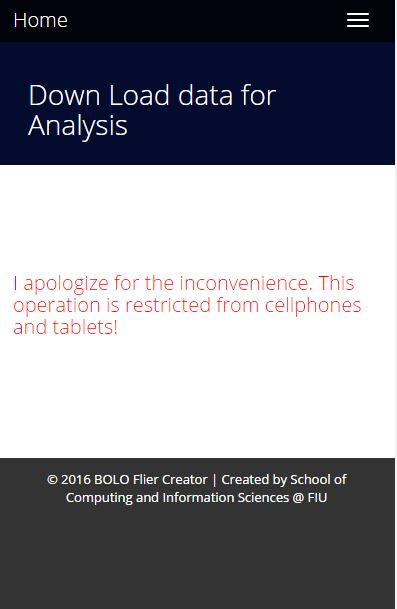 Home
Down Load data for
Analysis
I apologize for the inconvenience. This
operation is restricted from cellphones
and tablets!
© 2016 BOLO Flier Creator | Created by School of
Computing and Information Sciences @ FIU